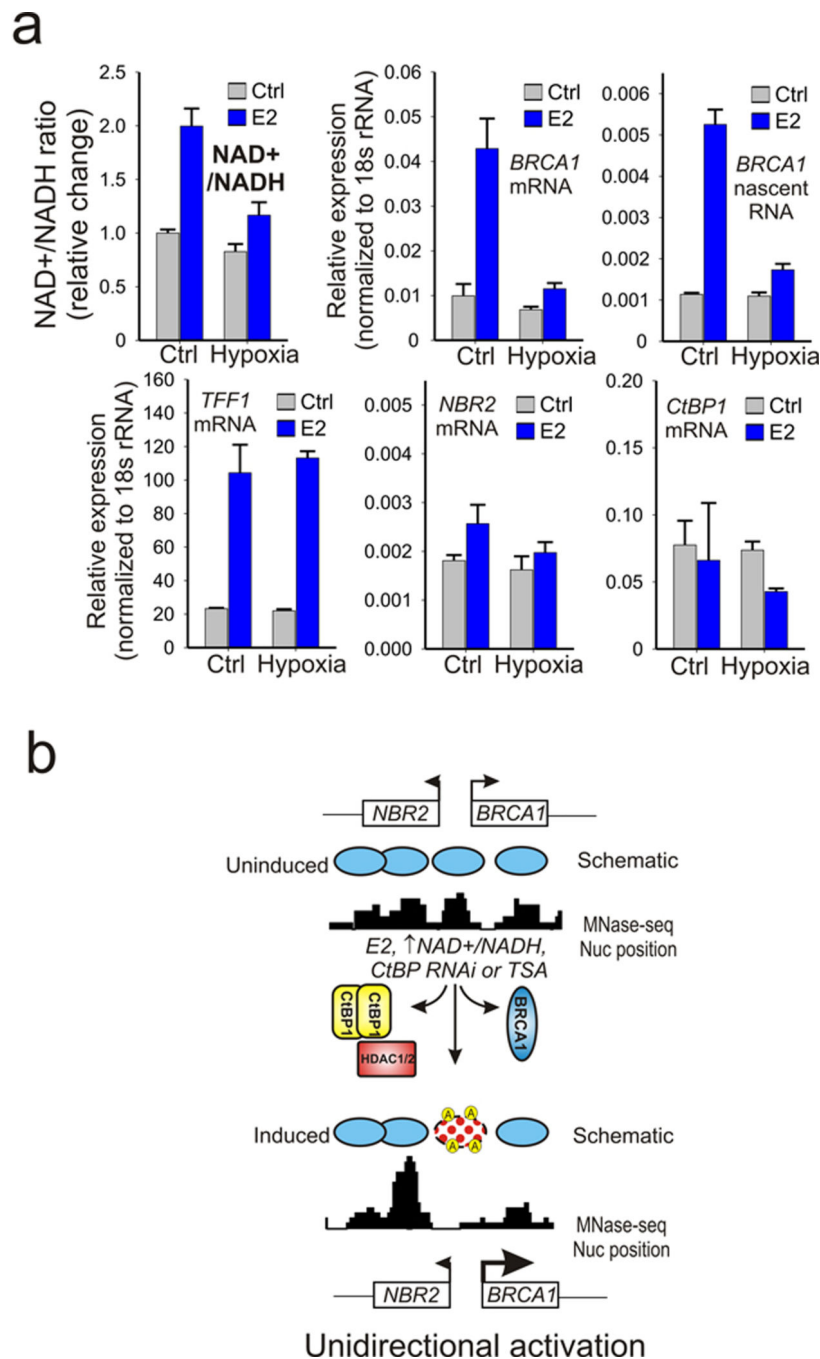 a
NAD+/NADH ratio
(relative change)
2.5
2.0
1.5
1.0
0.5
0
Ctrl
E2
NAD+
/NADH
Ctrl Hypoxia
Relative expression
(normalized to 18s rRNA)
0.06
0.05
0.04
0.03
0.02
0.01
0
Ctrl
E2
BRCA1
mRNA
Ctrl Hypoxia
0.006
0.005
0.004
0.003
0.002
0.001
0
Ctrl
E2
BRCA1
nascent
RNA
Ctrl Hypoxia
Relative expression
(normalized to 18s rRNA)
160
140
120
100
80
60
40
20
0
TFF1
mRNA
Ctrl
E2
Ctrl Hypoxia
0.005
0.004
0.003
0.002
0.001
0.000
NBR2
mRNA
Ctrl
E2
Ctrl Hypoxia
0.20
0.15
0.10
0.05
0
CtBP1
mRNA
Ctrl
E2
Ctrl Hypoxia
b
NBR2 BRCA1
Uninduced Schematic
MNase-seq
Nuc position
E2, ↑NAD+/NADH,
CtBP RNAi or TSA
CtBP1
CtBP1
HDAC1/2
BRCA1
A A
A A
Induced Schematic
MNase-seq
Nuc position
NBR2 BRCA1
Unidirectional activation